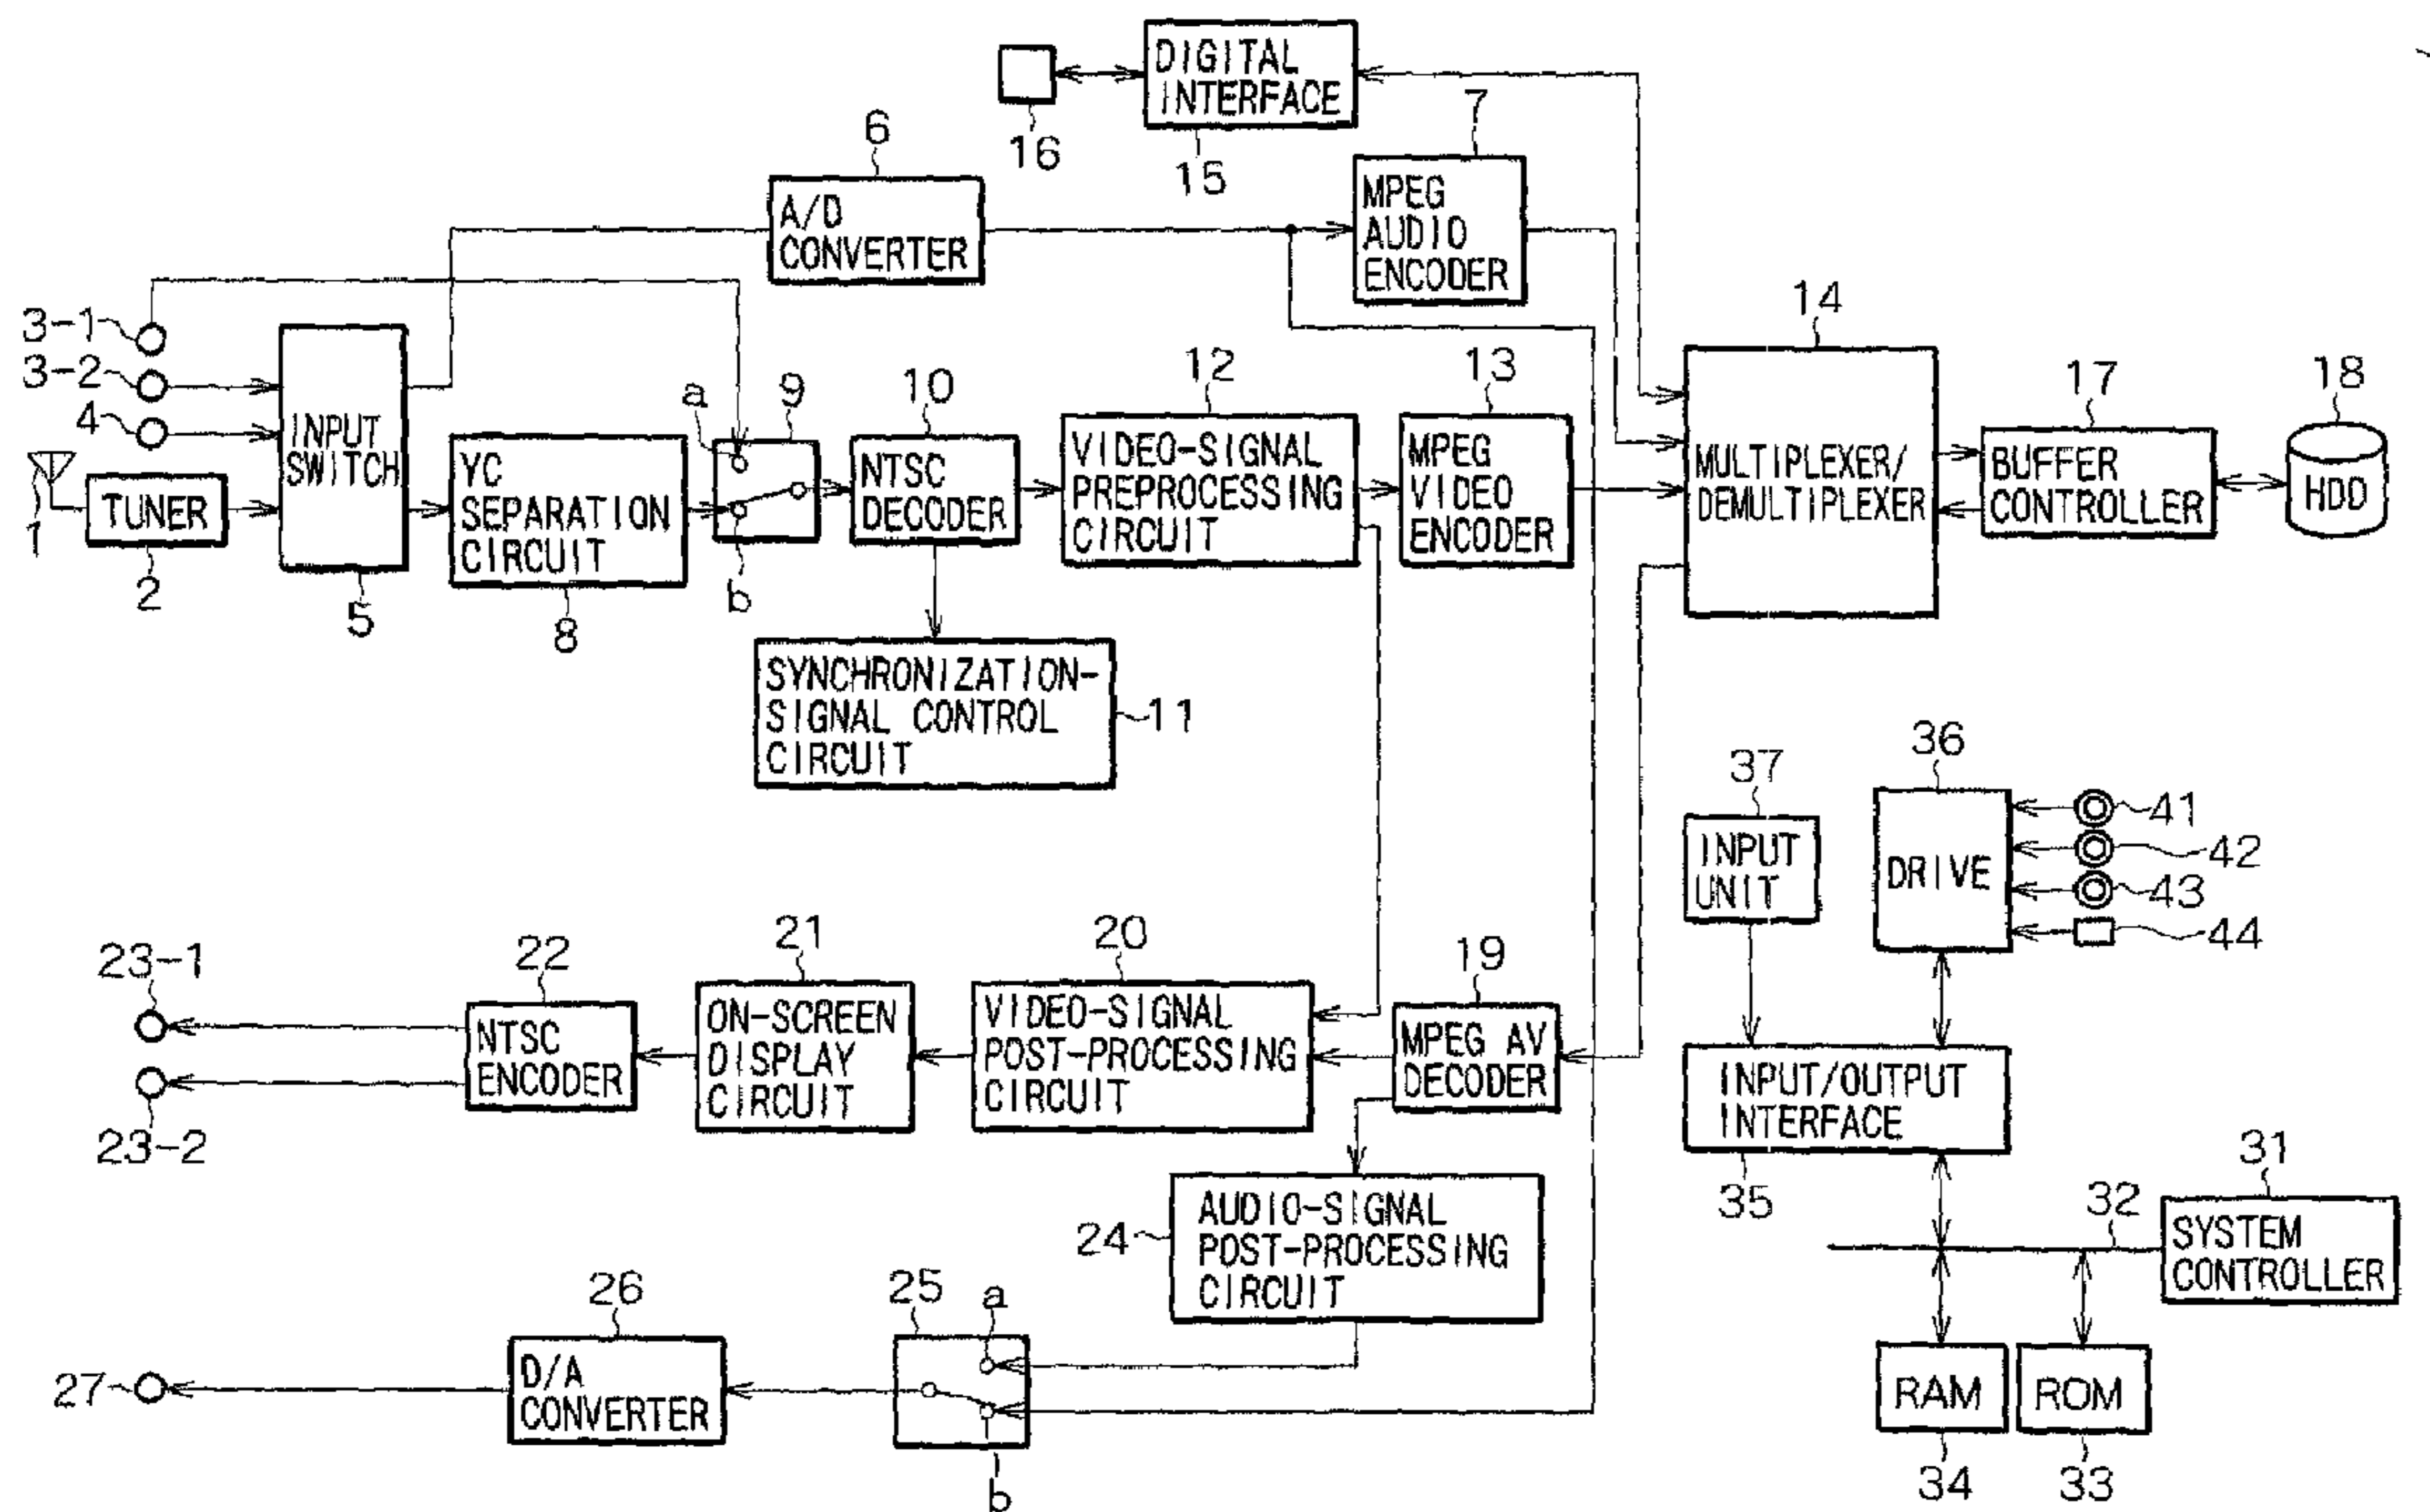 DIGITAL
INTERFACE
16
15
7
6
A/D
CONVERTER
MPEG
AUDIO
ENCODER
3-1
3-2
4
1
TUNER
2
INPUT
SWITCH
5
YC
SEPARATION
CIRCUIT
8
a
9
b
10
NTSC
DECODER
12
VIDEO-SIGNAL
PREPROCESSING
CIRCUIT
13
MPEG
VIDEO
ENCODER
14
MULTIPLEXER/
DEMULTIPLEXER
17
BUFFER
CONTROLLER
18
HDD
SYNCHRONIZATION-
SIGNAL CONTROL
CIRCUIT
11
37
INPUT
UNIT
36
DRIVE
41
42
43
44
23-1
23-2
22
NTSC
ENCODER
21
ON-SCREEN
DISPLAY
CIRCUIT
20
VIDEO-SIGNAL
POST-PROCESSING
CIRCUIT
19
MPEG AV
DECODER
INPUT/OUTPUT
INTERFACE
35
24
AUDIO-SIGNAL
POST-PROCESSING
CIRCUIT
32
31
SYSTEM
CONTROLLER
27
26
D/A
CONVERTER
25
a
b
RAM
34
ROM
33